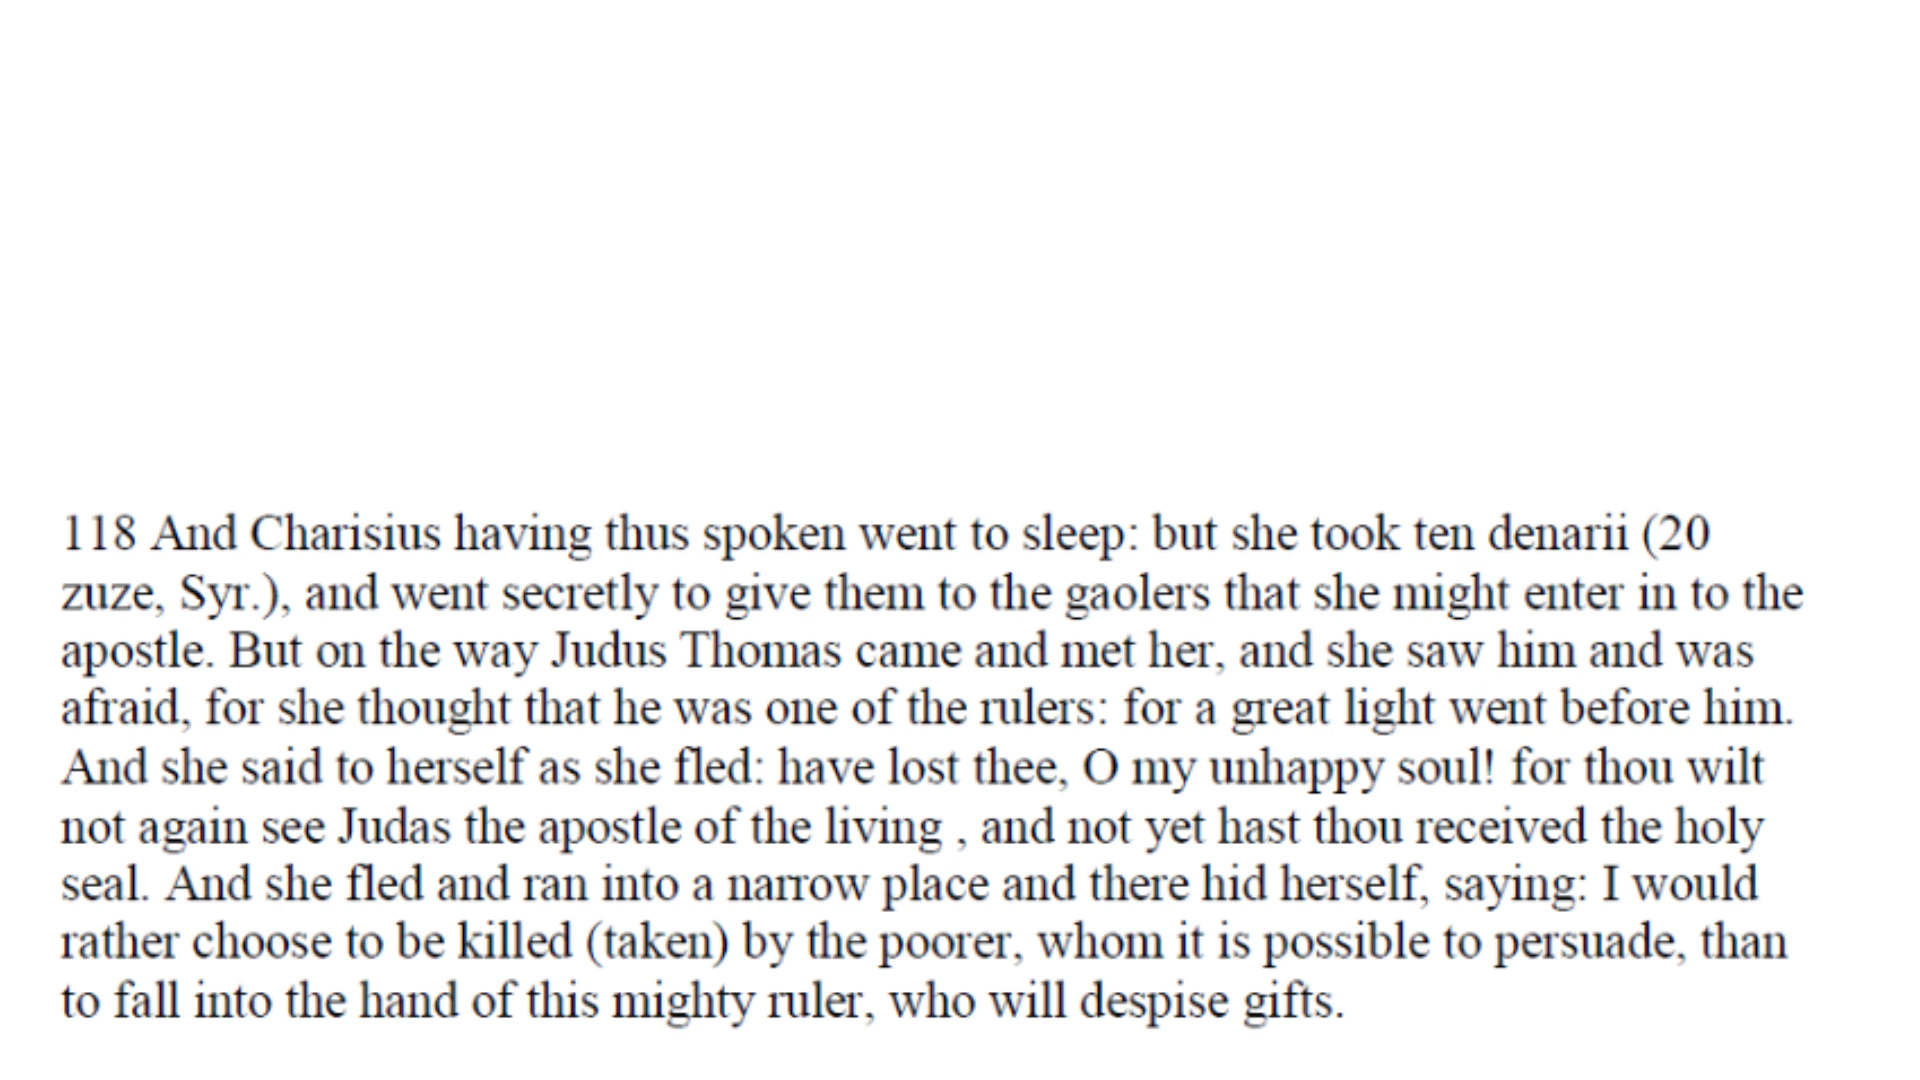 118 And Charisius having thus spoken went to sleep: but she took ten denarii (20
zuze, Syr.), and went secretly to give them to the gaolers that she might enter in to the
apostle. But on the way Judus Thomas came and met her, and she saw him and was
afraid, for she thought that he was one of the rulers: for a great light went before him.
And she said to herself as she fled: have lost thee, O my unhappy soul! for thou wilt
not again see Judas the apostle of the living , and not yet hast thou received the holy
seal. And she fled and ran into a narrow place and there hid herself, saying: I would
rather choose to be killed (taken) by the poorer, whom it is possible to persuade, than
to fall into the hand of this mighty ruler, who will despise gifts.